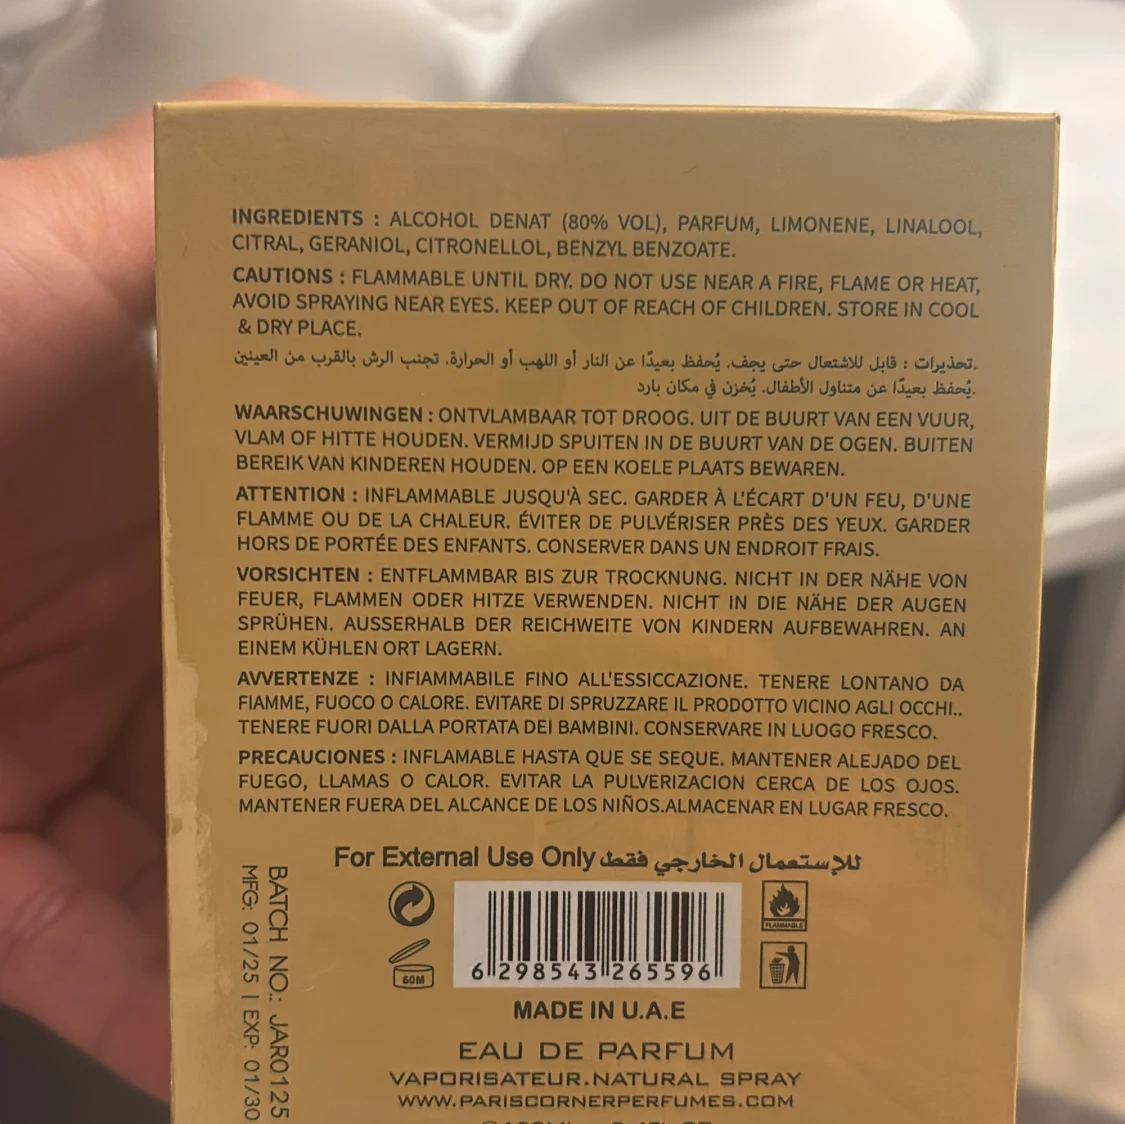 INGREDIENTS : ALCOHOL DENAT (80% VOL), PARFUM, LIMONENE, LINALOOL,
CITRAL, GERANIOL, CITRONELLOL, BENZYL BENZOATE.
CAUTIONS : FLAMMABLE UNTIL DRY. DO NOT USE NEAR A FIRE, FLAME OR HEAT,
AVOID SPRAYING NEAR EYES. KEEP OUT OF REACH OF CHILDREN. STORE IN COOL
& DRY PLACE.
تحذيرات : قابل للاشتعال حتى يجف. يُحفظ بعيدًا عن النار أو اللهب أو الحرارة. تجنب الرش بالقرب من العينين.
يُحفظ بعيدًا عن متناول الأطفال. يُخزن في مكان بارد.
WAARSCHUWINGEN : ONTVLAMBAAR TOT DROOG. UIT DE BUURT VAN EEN VUUR,
VLAM OF HITTE HOUDEN. VERMIJD SPUITEN IN DE BUURT VAN DE OGEN. BUITEN
BEREIK VAN KINDEREN HOUDEN. OP EEN KOELE PLAATS BEWAREN.
ATTENTION : INFLAMMABLE JUSQU'À SEC. GARDER À L'ÉCART D'UN FEU, D'UNE
FLAMME OU DE LA CHALEUR. ÉVITER DE PULVÉRISER PRÈS DES YEUX. GARDER
HORS DE PORTÉE DES ENFANTS. CONSERVER DANS UN ENDROIT FRAIS.
VORSICHTEN : ENTFLAMMBAR BIS ZUR TROCKNUNG. NICHT IN DER NÄHE VON
FEUER, FLAMMEN ODER HITZE VERWENDEN. NICHT IN DIE NÄHE DER AUGEN
SPRÜHEN. AUSSERHALB DER REICHWEITE VON KINDERN AUFBEWAHREN. AN
EINEM KÜHLEN ORT LAGERN.
AVVERTENZE : INFIAMMABILE FINO ALL'ESSICCAZIONE. TENERE LONTANO DA
FIAMME, FUOCO O CALORE. EVITARE DI SPRUZZARE IL PRODOTTO VICINO AGLI OCCHI..
TENERE FUORI DALLA PORTATA DEI BAMBINI. CONSERVARE IN LUOGO FRESCO.
PRECAUCIONES : INFLAMABLE HASTA QUE SE SEQUE. MANTENER ALEJADO DEL
FUEGO, LLAMAS O CALOR. EVITAR LA PULVERIZACION CERCA DE LOS OJOS.
MANTENER FUERA DEL ALCANCE DE LOS NIÑOS.ALMACENAR EN LUGAR FRESCO.
For External Use Only للإستعمال الخارجي فقط
BATCH NO.: JAR0125
MFG: 01/25 | EXP: 01/30
60M
6 298543 265596
FLAMMABLE
MADE IN U.A.E
EAU DE PARFUM
VAPORISATEUR.NATURAL SPRAY
WWW.PARISCORNERPERFUMES.COM